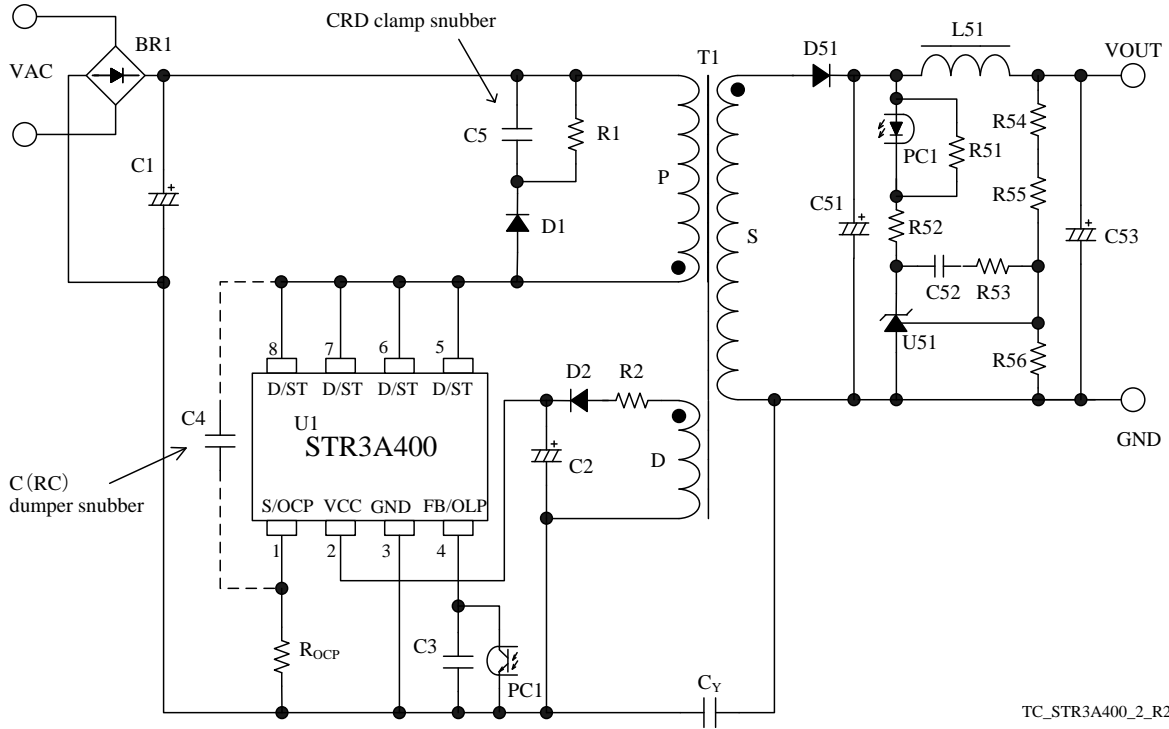 CRD clamp snubber
L51
BR1
D51
VOUT
VAC
T1
C5
R1
R54
PC1
R51
C1
P
R55
C51
R52
C53
D1
S
C52
R53
U51
R56
8
7
6
5
D/ST
D/ST
D/ST
D/ST
D2
R2
C4
U1
STR3A400
GND
C2
D
C(RC)
dumper snubber
S/OCP
VCC
GND
FB/OLP
1
2
3
4
C3
ROCP
PC1
CY
TC_STR3A400_2_R2